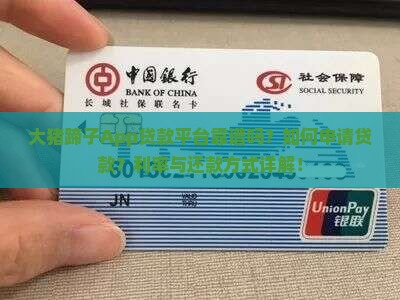 中国银行
BANK OF CHINA
社会保障
SOCIAL SECURITY
长城社保联名卡
大猪蹄子App贷款平台靠谱吗？如何申请贷
款？利率与还款方式详解！
JN
UnionPay
银联